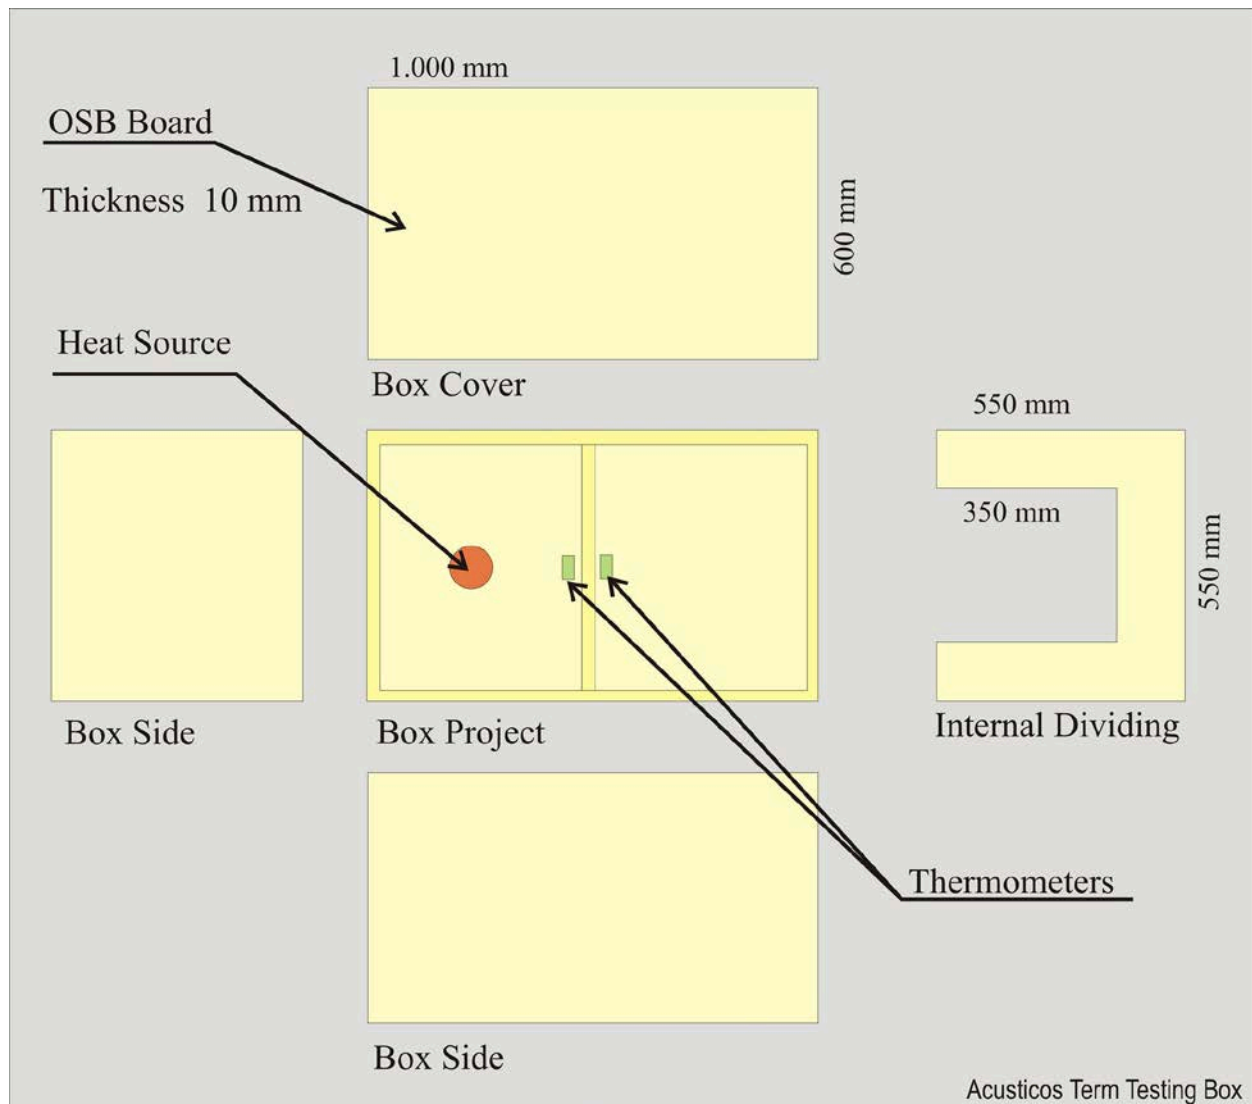 1.000 mm
OSB Board
Thickness 10 mm
600 mm
Heat Source
Box Cover
550 mm
350 mm
550 mm
Box Side
Box Project
Internal Dividing
Thermometers
Box Side
Acusticos Term Testing Box